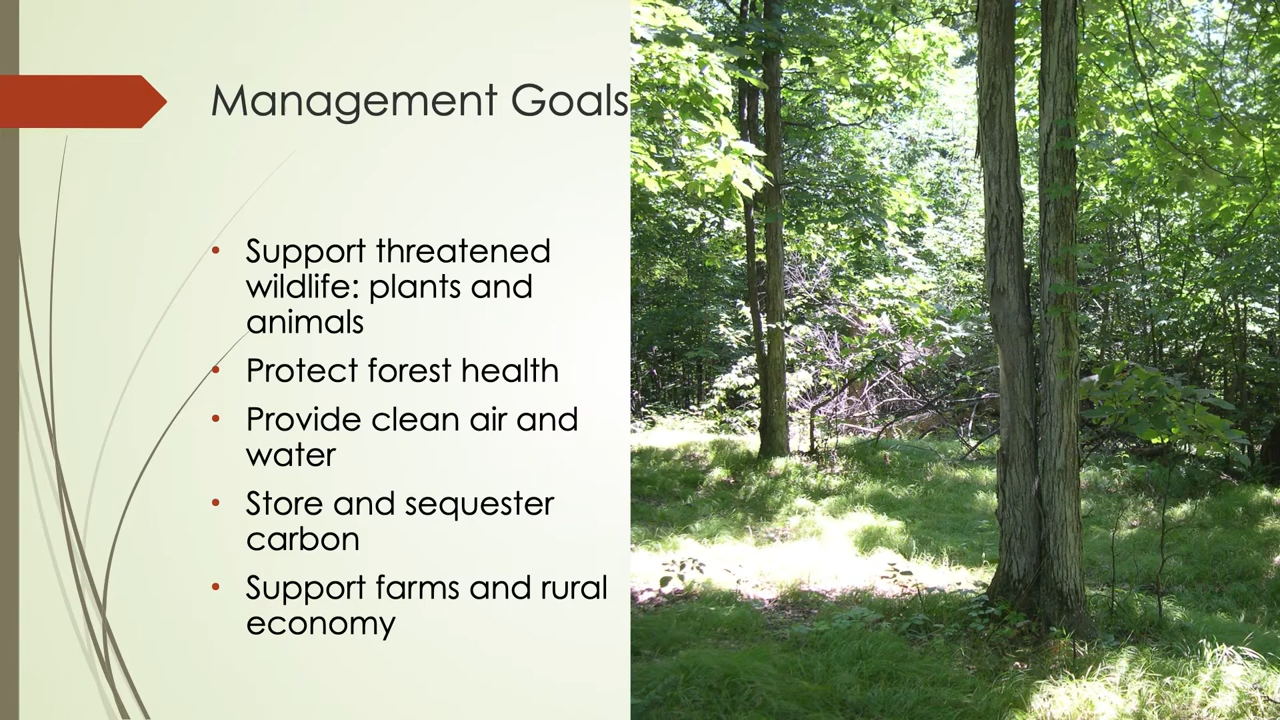 Management Goals
• Support threatened
wildlife: plants and
animals
• Protect forest health
• Provide clean air and
water
• Store and sequester
carbon
• Support farms and rural
economy